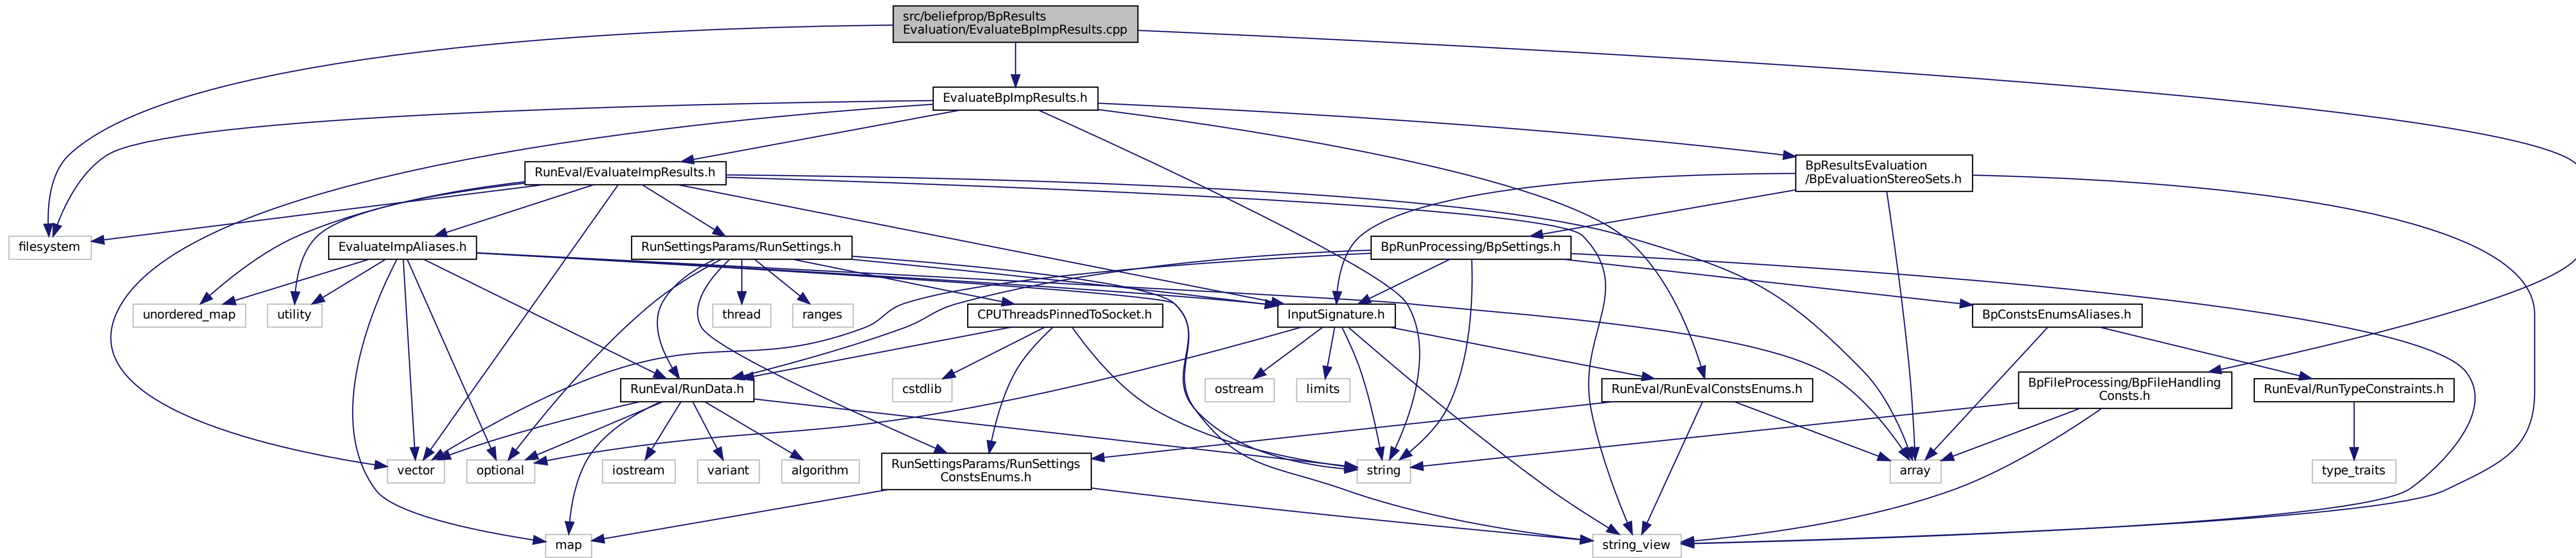 src/beliefprop/BpResults
Evaluation/EvaluateBpImpResults.cpp
EvaluateBpImpResults.h
RunEval/EvaluateImpResults.h
BpResultsEvaluation
/BpEvaluationStereoSets.h
filesystem
EvaluateImpAliases.h
RunSettingsParams/RunSettings.h
BpRunProcessing/BpSettings.h
unordered_map
utility
thread
ranges
CPUThreadsPinnedToSocket.h
InputSignature.h
BpConstsEnumsAliases.h
RunEval/RunData.h
cstdlib
ostream
limits
RunEval/RunEvalConstsEnums.h
BpFileProcessing/BpFileHandling
Consts.h
RunEval/RunTypeConstraints.h
vector
optional
iostream
variant
algorithm
RunSettingsParams/RunSettings
ConstsEnums.h
string
array
type_traits
map
string_view